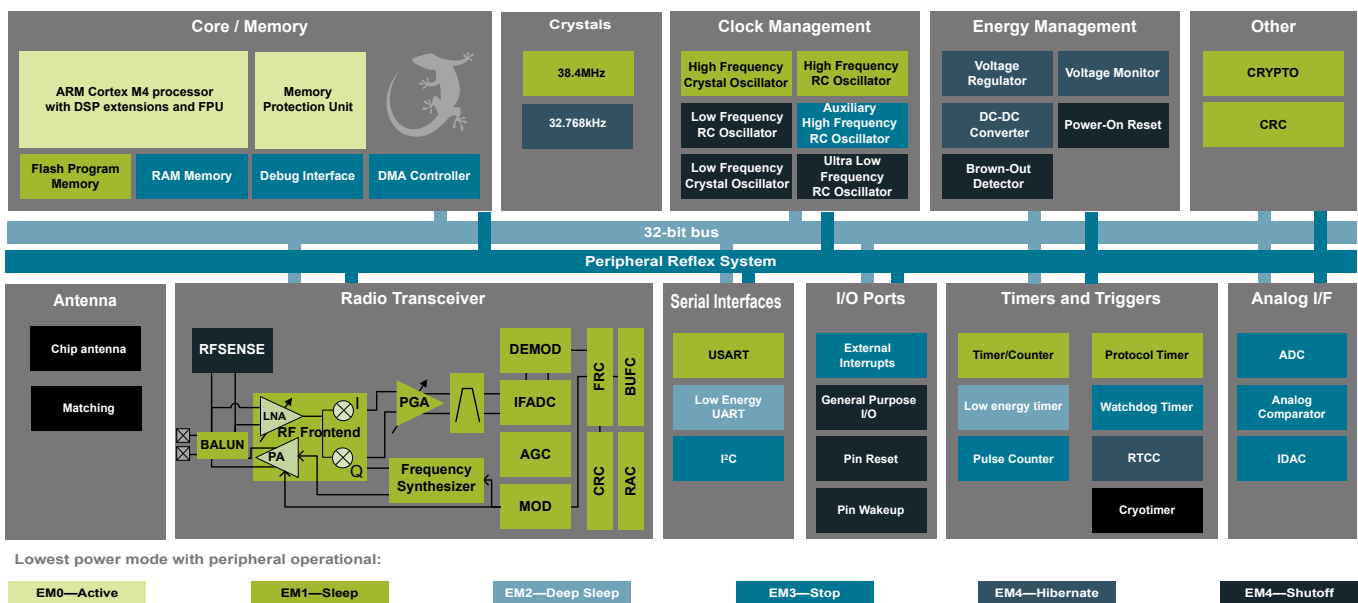 Core / Memory
ARM Cortex M4 processor
with DSP extensions and FPU
Memory
Protection Unit
Flash Program
Memory
RAM Memory
Debug Interface
DMA Controller
Crystals
38.4MHz
32.768kHz
Clock Management
High Frequency
Crystal Oscillator
High Frequency
RC Oscillator
Low Frequency
RC Oscillator
Auxiliary
High Frequency
RC Oscillator
Low Frequency
Crystal Oscillator
Ultra Low
Frequency
RC Oscillator
Energy Management
Voltage
Regulator
Voltage Monitor
DC-DC
Converter
Power-On Reset
Brown-Out
Detector
Other
CRYPTO
CRC
32-bit bus
Peripheral Reflex System
Antenna
Chip antenna
Matching
Radio Transceiver
RFSENSE
LNA
RF Frontend
I
PA
Q
BALUN
PGA
Frequency
Synthesizer
DEMOD
IFADC
AGC
MOD
FRC
BUFC
CRC
RAC
Serial Interfaces
USART
Low Energy
UART
I²C
I/O Ports
External
Interrupts
General Purpose
I/O
Pin Reset
Pin Wakeup
Timers and Triggers
Timer/Counter
Protocol Timer
Low energy timer
Watchdog Timer
Pulse Counter
RTCC
Cryotimer
Analog I/F
ADC
Analog
Comparator
IDAC
Lowest power mode with peripheral operational:
EM0—Active
EM1—Sleep
EM2—Deep Sleep
EM3—Stop
EM4—Hibernate
EM4—Shutoff